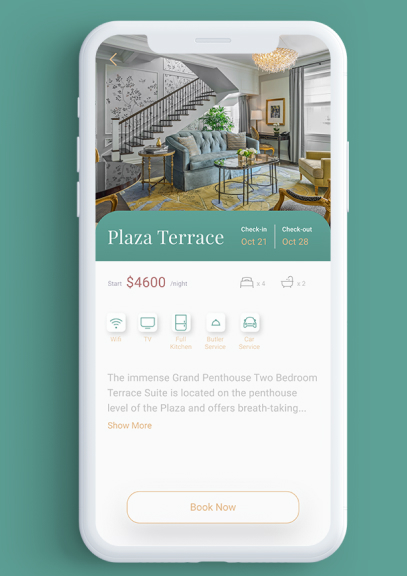 Plaza Terrace
Check-in
Oct 21
Check-out
Oct 28
Start $4600 /night
x 4
x 2
Wifi
TV
Full
Kitchen
Butler
Service
Car
Service
The immense Grand Penthouse Two Bedroom
Terrace Suite is located on the penthouse
level of the Plaza and offers breath-taking...
Show More
Book Now